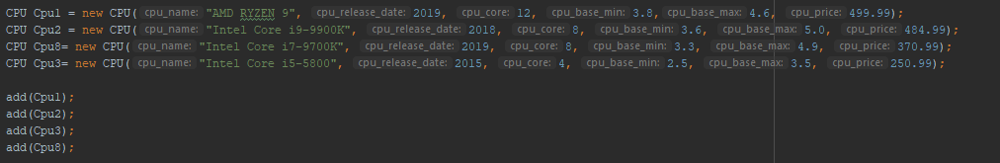 CPU Cpu1 = new CPU( cpu_name: "AMD RYZEN 9", cpu_release_date: 2019, cpu_core: 12, cpu_base_min: 3.8, cpu_base_max: 4.6, cpu_price: 499.99);
CPU Cpu2 = new CPU( cpu_name: "Intel Core i9-9900K", cpu_release_date: 2018, cpu_core: 8, cpu_base_min: 3.6, cpu_base_max: 5.0, cpu_price: 484.99);
CPU Cpu8= new CPU( cpu_name: "Intel Core i7-9700K", cpu_release_date: 2019, cpu_core: 8, cpu_base_min: 3.3, cpu_base_max: 4.9, cpu_price: 370.99);
CPU Cpu3= new CPU( cpu_name: "Intel Core i5-5800", cpu_release_date: 2015, cpu_core: 4, cpu_base_min: 2.5, cpu_base_max: 3.5, cpu_price: 250.99);
add(Cpu1);
add(Cpu2);
add(Cpu3);
add(Cpu8);